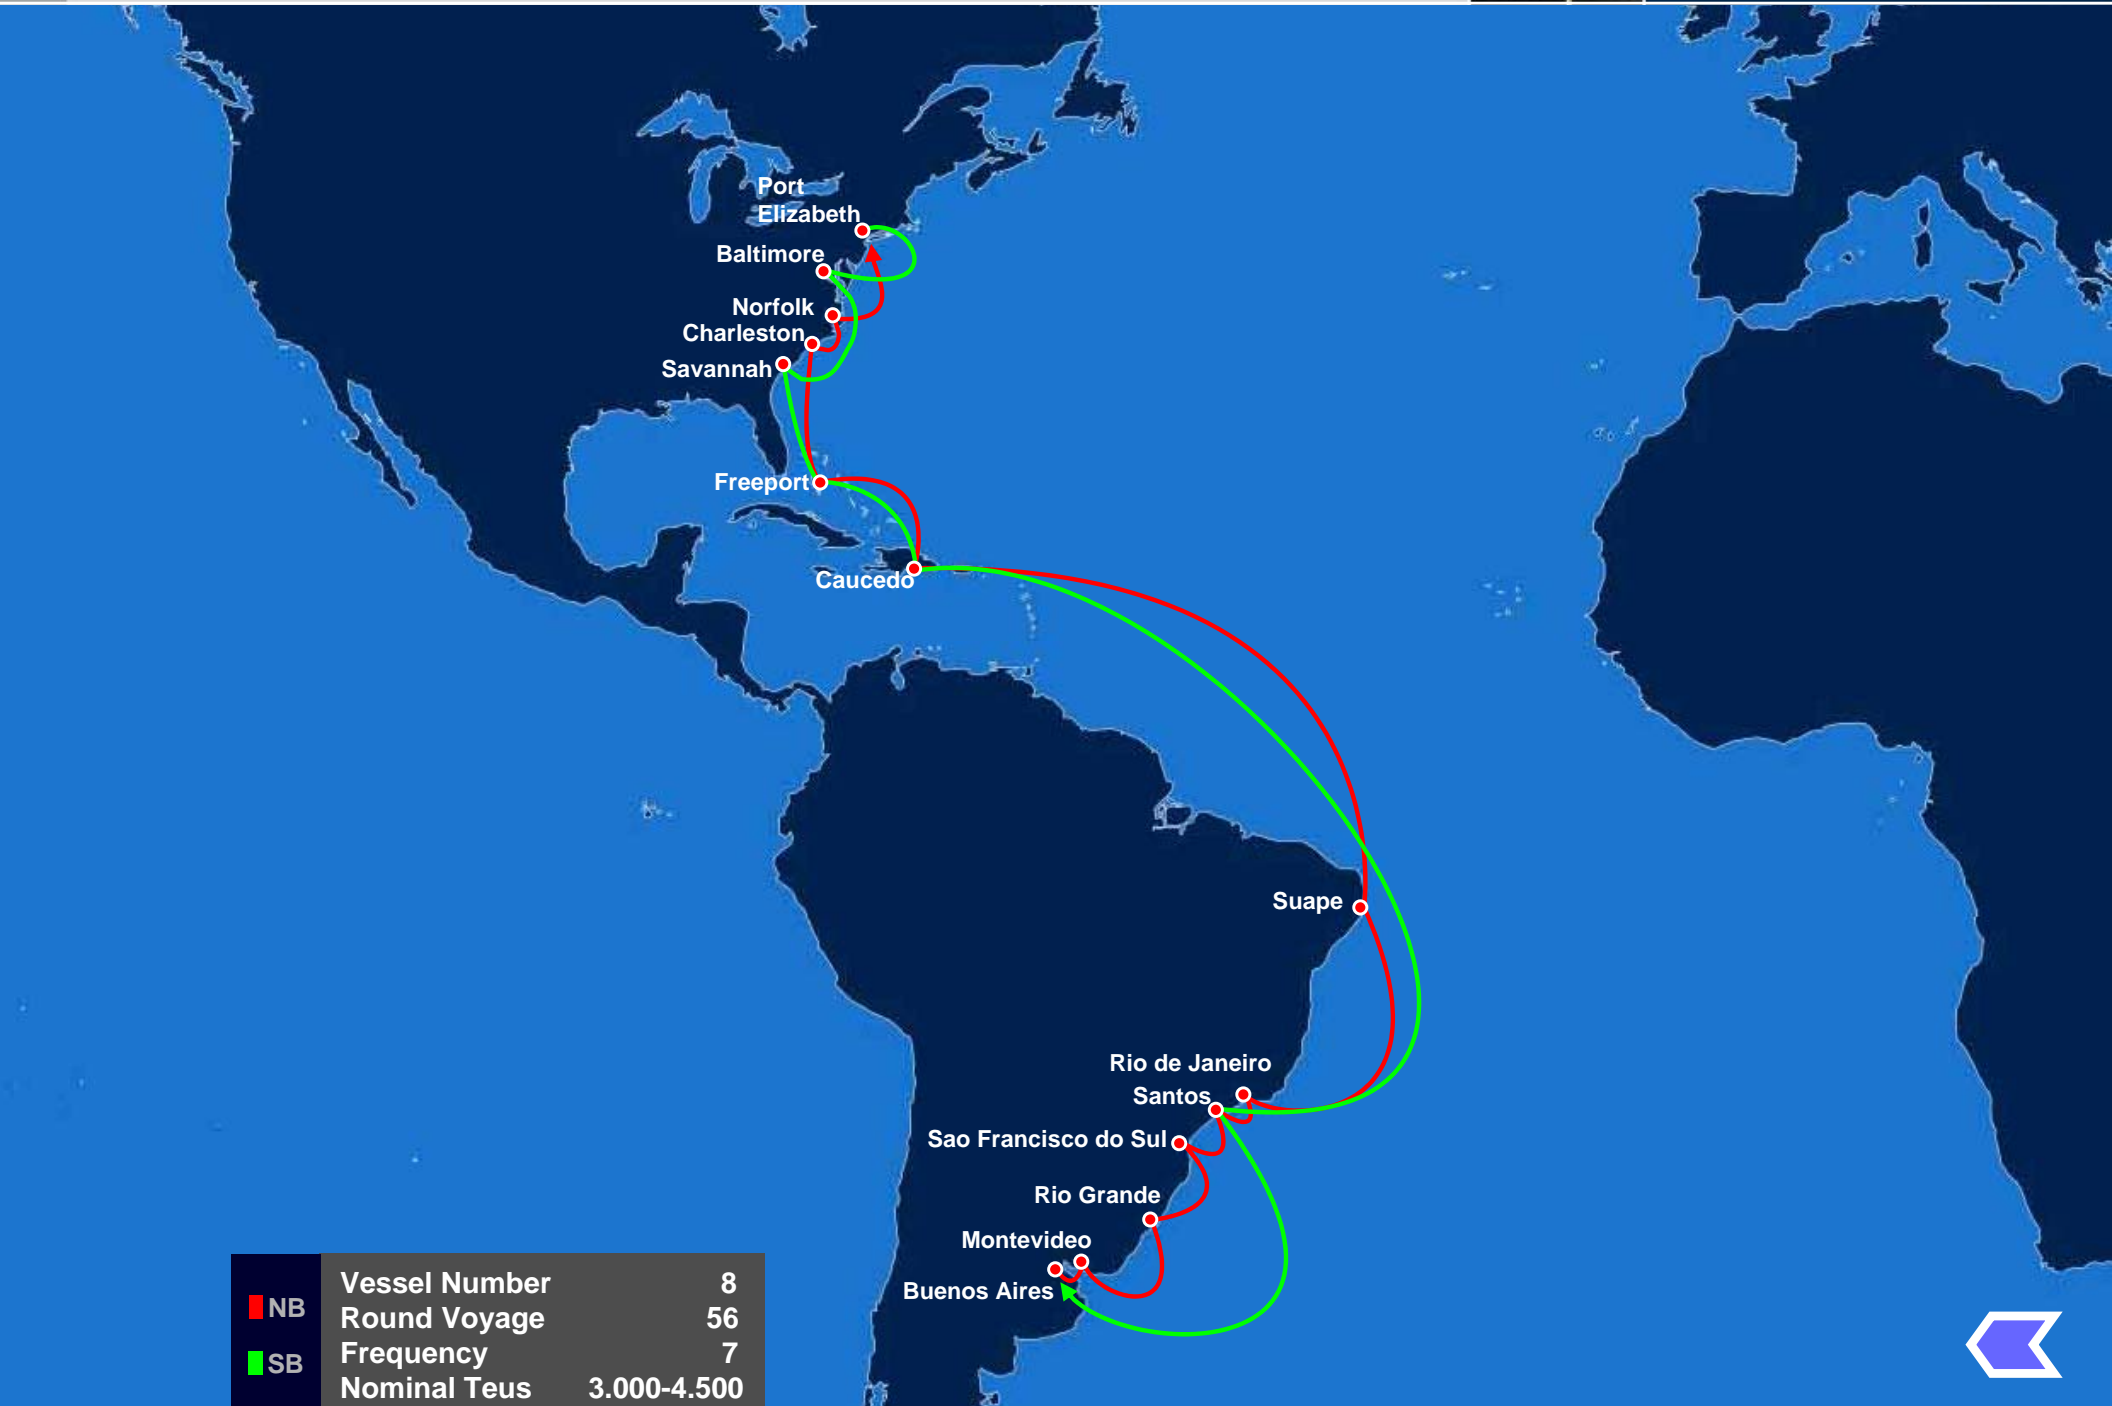 Port
Elizabeth
Baltimore
Norfolk
Charleston
Savannah
Freeport
Caucedo
Suape
Rio de Janeiro
Santos
Sao Francisco do Sul
Rio Grande
Montevideo
Buenos Aires
NB
SB
Vessel Number 8
Round Voyage 56
Frequency 7
Nominal Teus 3.000-4.500